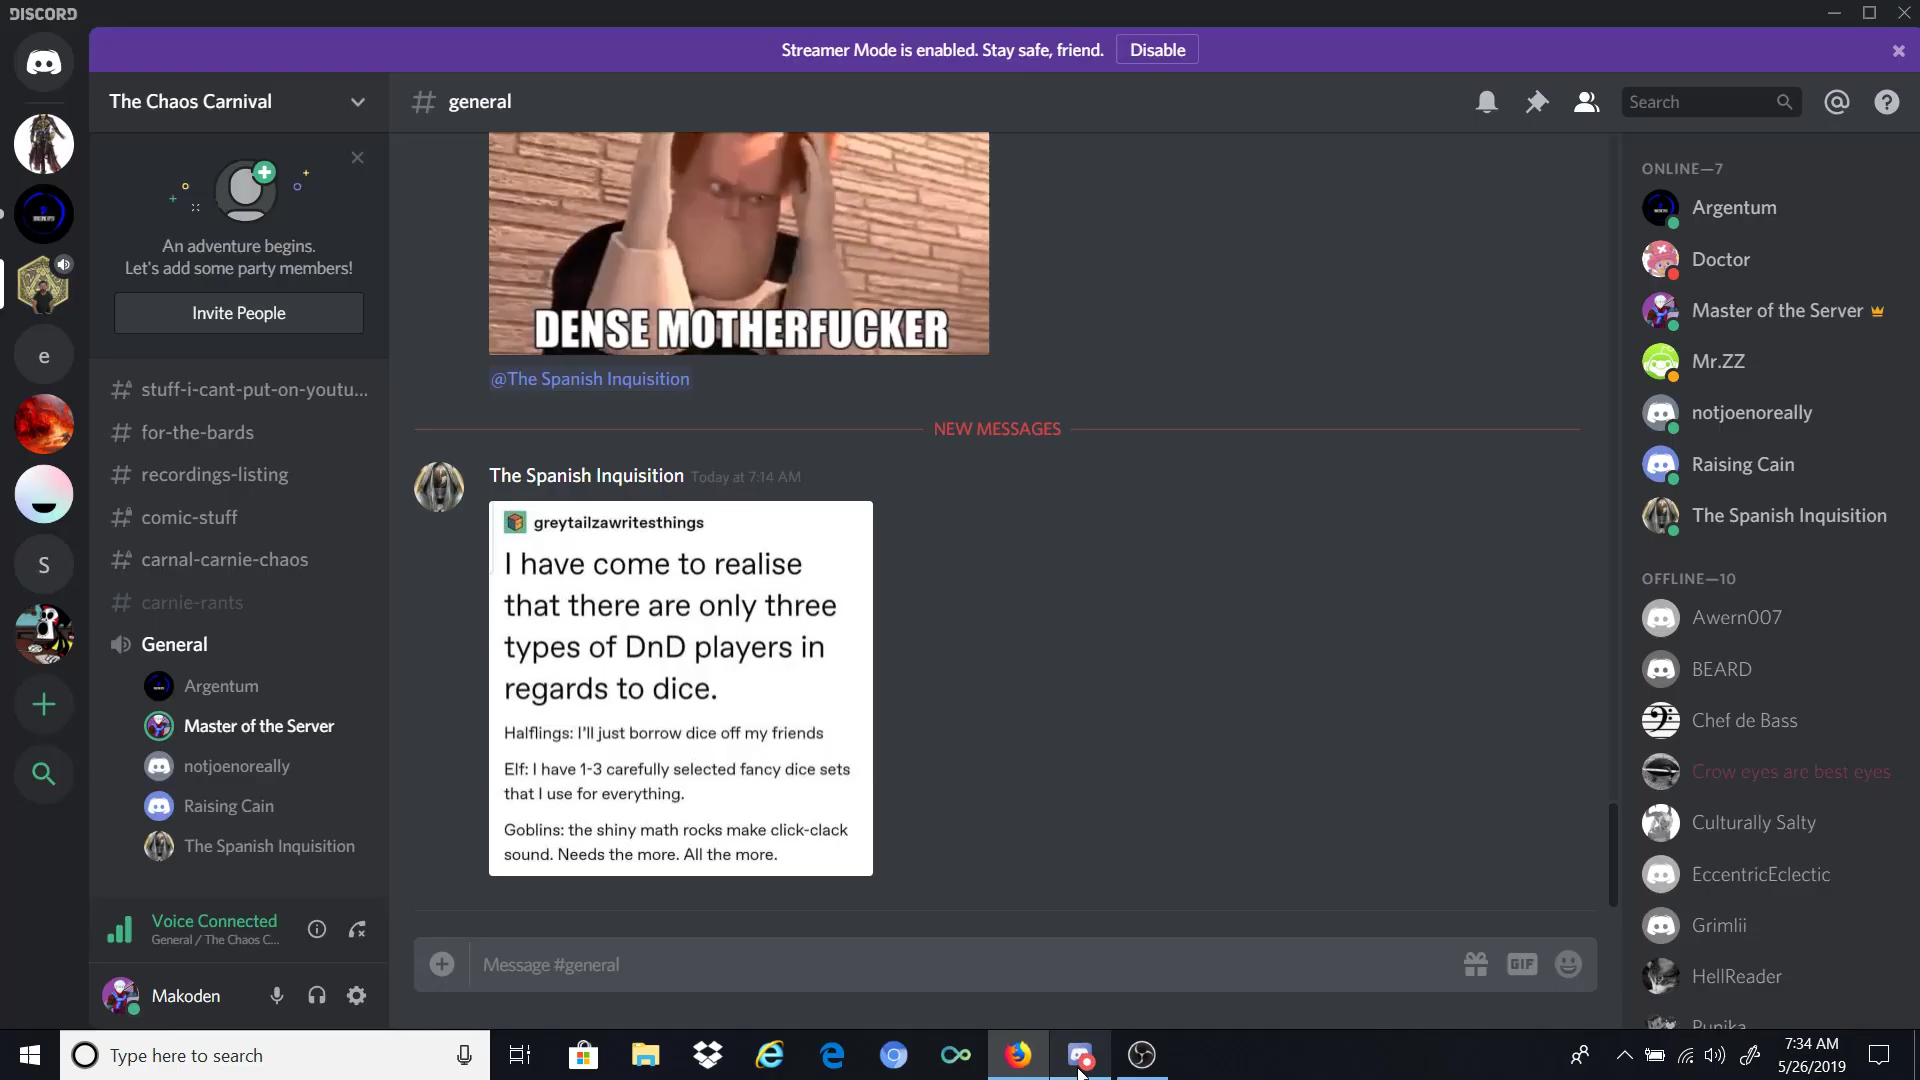 DISCORD
Streamer Mode is enabled. Stay safe, friend.
Disable
The Chaos Carnival
general
Search
An adventure begins.
Let's add some party members!
Invite People
stuff-i-cant-put-on-youtu...
for-the-bards
recordings-listing
comic-stuff
carnal-carnie-chaos
carnie-rants
General
Argentum
Master of the Server
notjoenoreally
Raising Cain
The Spanish Inquisition
Voice Connected
General / The Chaos C...
Makoden
DENSE MOTHERFUCKER
@The Spanish Inquisition
NEW MESSAGES
The Spanish Inquisition Today at 7:14 AM
greytailzawritesthings
I have come to realise
that there are only three
types of DnD players in
regards to dice.
Halflings: I'll just borrow dice off my friends
Elf: I have 1-3 carefully selected fancy dice sets
that I use for everything.
Goblins: the shiny math rocks make click-clack
sound. Needs the more. All the more.
Message #general
GIF
ONLINE—7
Argentum
Doctor
Master of the Server
Mr.ZZ
notjoenoreally
Raising Cain
The Spanish Inquisition
OFFLINE—10
Awern007
BEARD
Chef de Bass
Crow eyes are best eyes
Culturally Salty
EccentricEclectic
Grimlii
HellReader
Punika
e
S
Type here to search
7:34 AM
5/26/2019